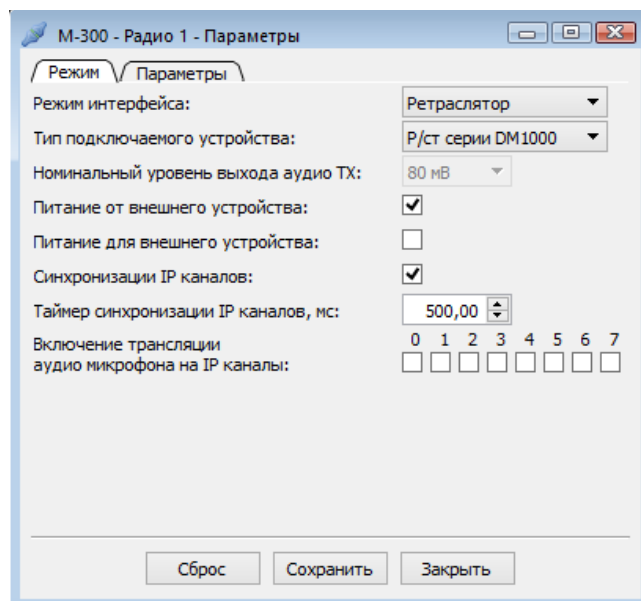 М-300 - Радио 1 - Параметры
Режим Параметры
Режим интерфейса: Ретраслятор
Тип подключаемого устройства: Р/ст серии DM1000
Номинальный уровень выхода аудио TX: 80 мВ
Питание от внешнего устройства:
Питание для внешнего устройства:
Синхронизации IP каналов:
Таймер синхронизации IP каналов, мс: 500,00
Включение трансляции 0 1 2 3 4 5 6 7
аудио микрофона на IP каналы:
Сброс Сохранить Закрыть